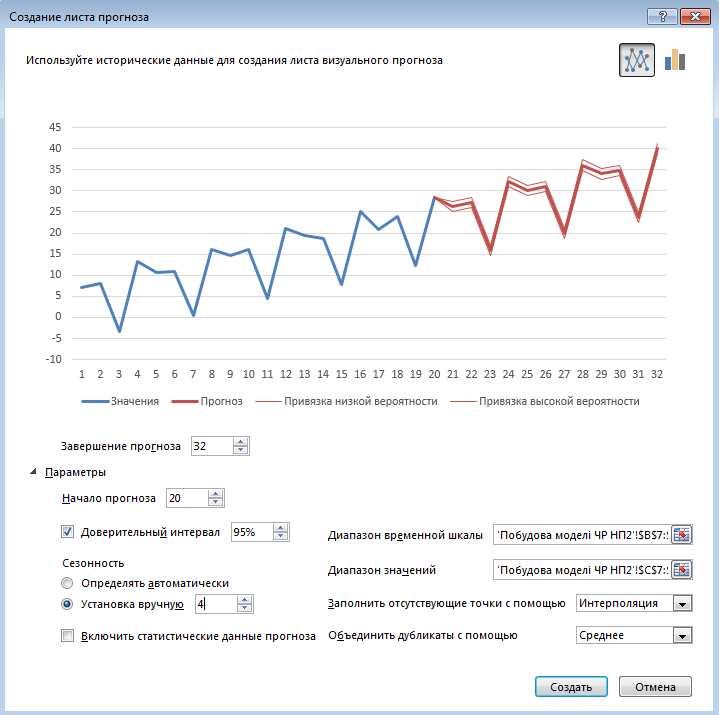 Создание листа прогноза
?
Используйте исторические данные для создания листа визуального прогноза
45
40
35
30
25
20
15
10
5
0
-5
-10
1 2 3 4 5 6 7 8 9 10 11 12 13 14 15 16 17 18 19 20 21 22 23 24 25 26 27 28 29 30 31 32
Значения Прогноз Привязка низкой вероятности Привязка высокой вероятности
Завершение прогноза 32
Параметры
Начало прогноза 20
Доверительный интервал 95% Диапазон временной шкалы 'Побудова моделі ЧР НП2'!$B$7:
Сезонность
Диапазон значений 'Побудова моделі ЧР НП2'!$C$7:
Определять автоматически
Установка вручную 4 Заполнить отсутствующие точки с помощью Интерполяция
Включить статистические данные прогноза Объединить дубликаты с помощью Среднее
Создать Отмена